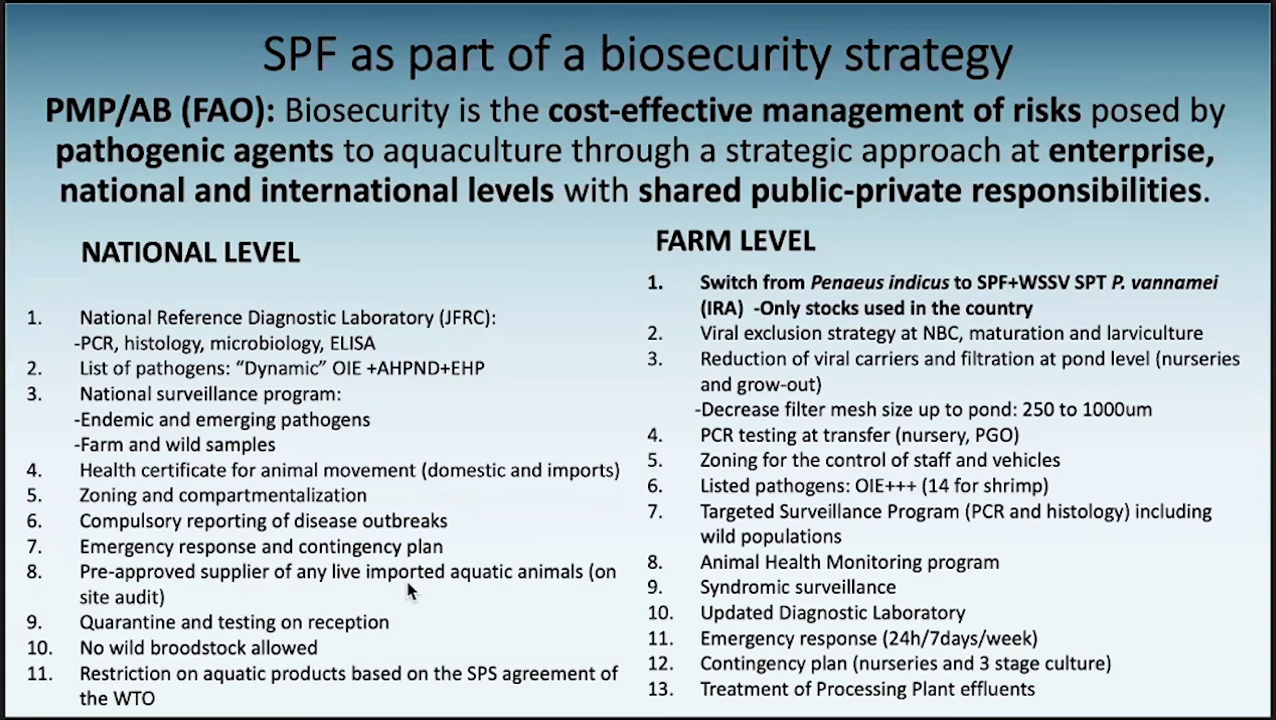 SPF as part of a biosecurity strategy
PMP/AB (FAO): Biosecurity is the cost-effective management of risks posed by
pathogenic agents to aquaculture through a strategic approach at enterprise,
national and international levels with shared public-private responsibilities.
NATIONAL LEVEL
1. National Reference Diagnostic Laboratory (JFRC):
-PCR, histology, microbiology, ELISA
2. List of pathogens: “Dynamic” OIE +AHPND+EHP
3. National surveillance program:
-Endemic and emerging pathogens
-Farm and wild samples
4. Health certificate for animal movement (domestic and imports)
5. Zoning and compartmentalization
6. Compulsory reporting of disease outbreaks
7. Emergency response and contingency plan
8. Pre-approved supplier of any live imported aquatic animals (on
site audit)
9. Quarantine and testing on reception
10. No wild broodstock allowed
11. Restriction on aquatic products based on the SPS agreement of
the WTO
FARM LEVEL
1. Switch from Penaeus indicus to SPF+WSSV SPT P. vannamei
(IRA) -Only stocks used in the country
2. Viral exclusion strategy at NBC, maturation and larviculture
3. Reduction of viral carriers and filtration at pond level (nurseries
and grow-out)
-Decrease filter mesh size up to pond: 250 to 1000um
4. PCR testing at transfer (nursery, PGO)
5. Zoning for the control of staff and vehicles
6. Listed pathogens: OIE+++ (14 for shrimp)
7. Targeted Surveillance Program (PCR and histology) including
wild populations
8. Animal Health Monitoring program
9. Syndromic surveillance
10. Updated Diagnostic Laboratory
11. Emergency response (24h/7days/week)
12. Contingency plan (nurseries and 3 stage culture)
13. Treatment of Processing Plant effluents